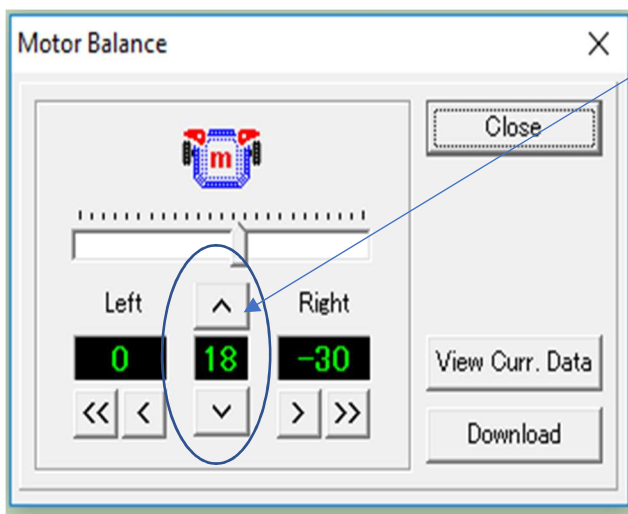 Motor Balance
Close
m
Left
Right
0
18
-30
View Curr. Data
<< < > >>
Download